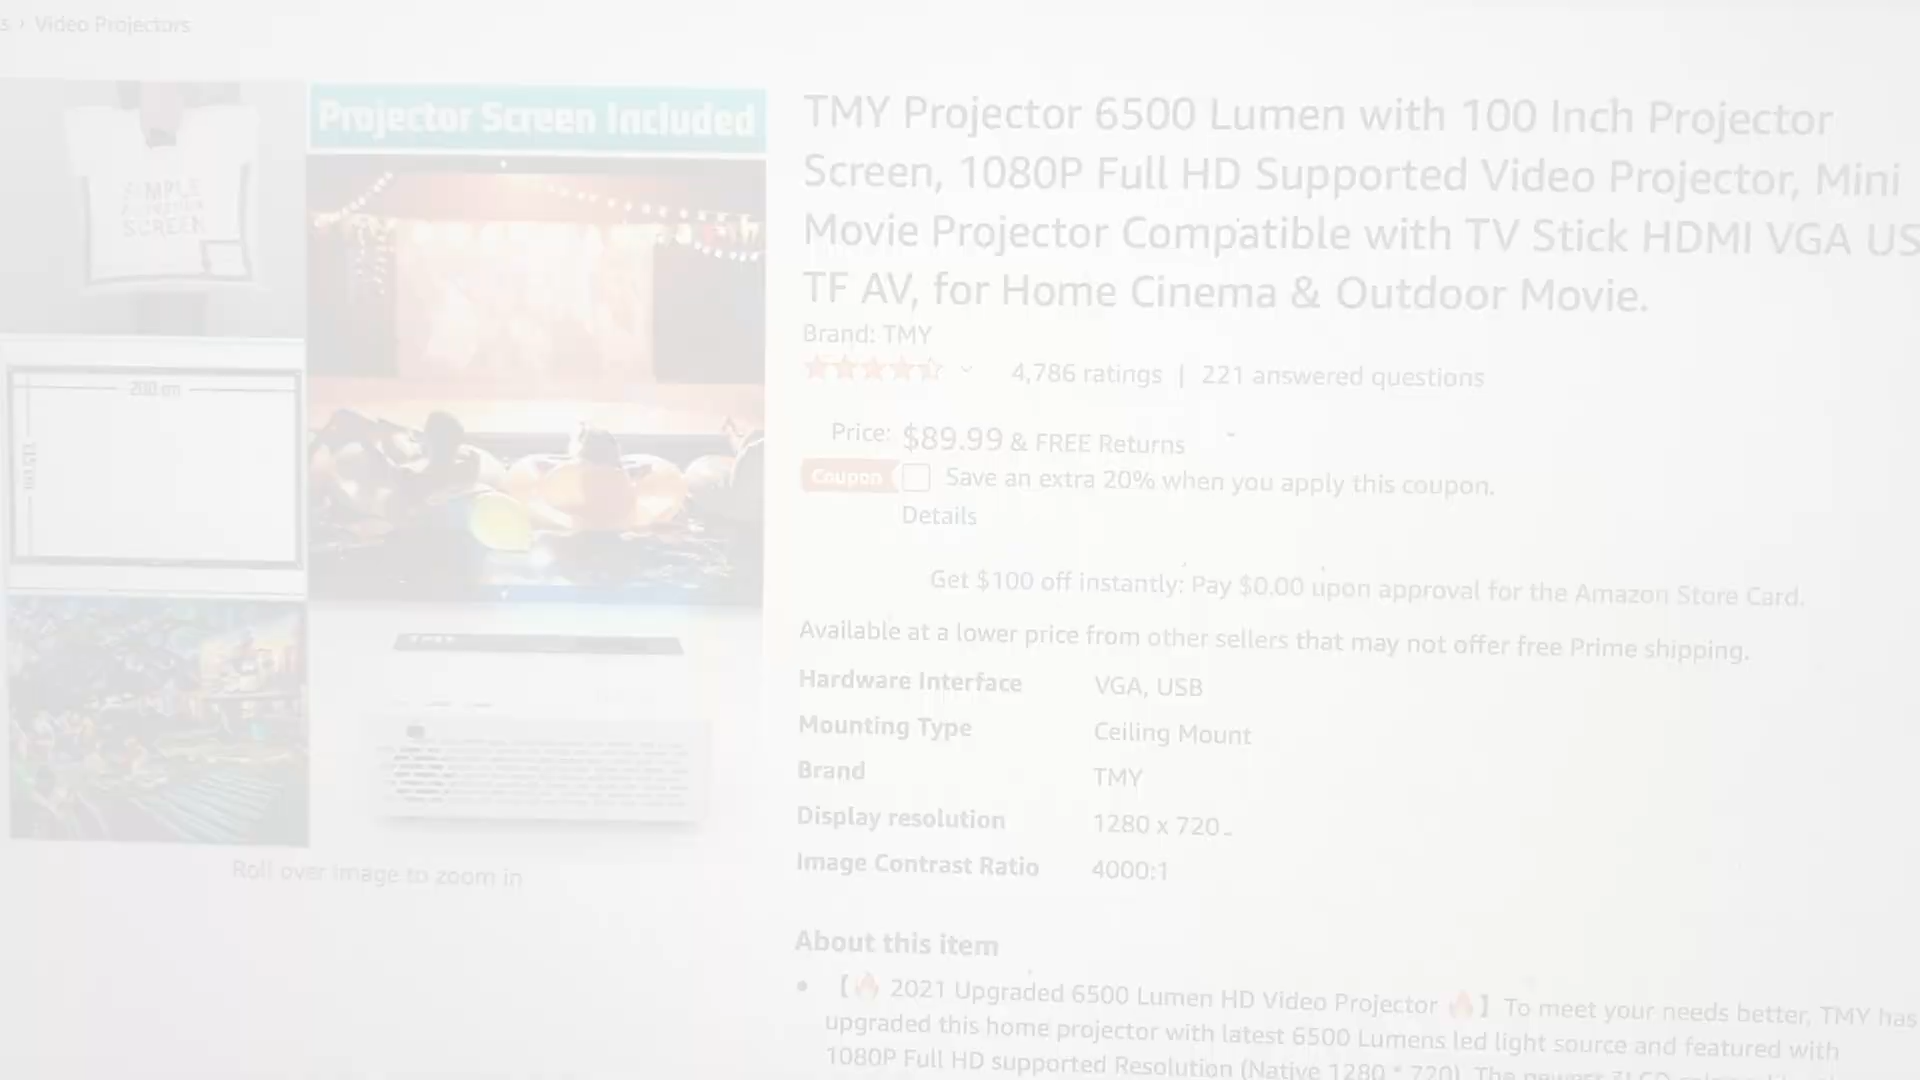 s › Video Projectors
Projector Screen Included
SIMPLE
SCREEN
200 cm
TMY
Roll over image to zoom in
TMY Projector 6500 Lumen with 100 Inch Projector
Screen, 1080P Full HD Supported Video Projector, Mini
Movie Projector Compatible with TV Stick HDMI VGA US
TF AV, for Home Cinema & Outdoor Movie.
Brand: TMY
4,786 ratings | 221 answered questions
Price: $89.99 & FREE Returns
Coupon Save an extra 20% when you apply this coupon.
Details
Get $100 off instantly: Pay $0.00 upon approval for the Amazon Store Card.
Available at a lower price from other sellers that may not offer free Prime shipping.
Hardware Interface VGA, USB
Mounting Type Ceiling Mount
Brand TMY
Display resolution 1280 x 720
Image Contrast Ratio 4000:1
About this item
• 【🔥 2021 Upgraded 6500 Lumen HD Video Projector 🔥】To meet your needs better, TMY has
upgraded this home projector with latest 6500 Lumens led light source and featured with
1080P Full HD supported Resolution (Native 1280 * 720). The newest